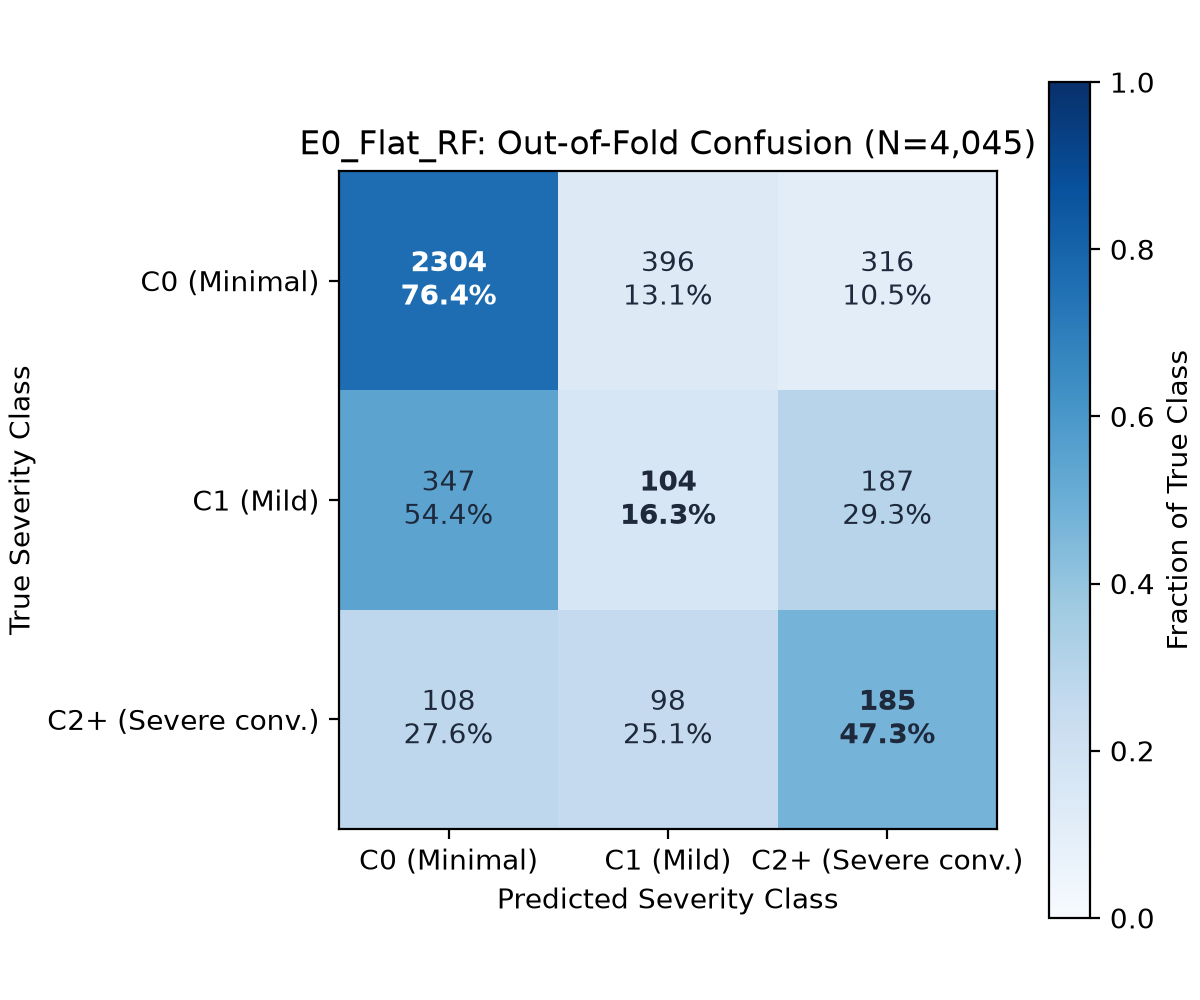 E0_Flat_RF: Out-of-Fold Confusion (N=4,045)
True Severity Class
C0 (Minimal)
2304
76.4%
396
13.1%
316
10.5%
C1 (Mild)
347
54.4%
104
16.3%
187
29.3%
C2+ (Severe conv.)
108
27.6%
98
25.1%
185
47.3%
C0 (Minimal)
C1 (Mild)
C2+ (Severe conv.)
Predicted Severity Class
1.0
0.8
0.6
0.4
0.2
0.0
Fraction of True Class